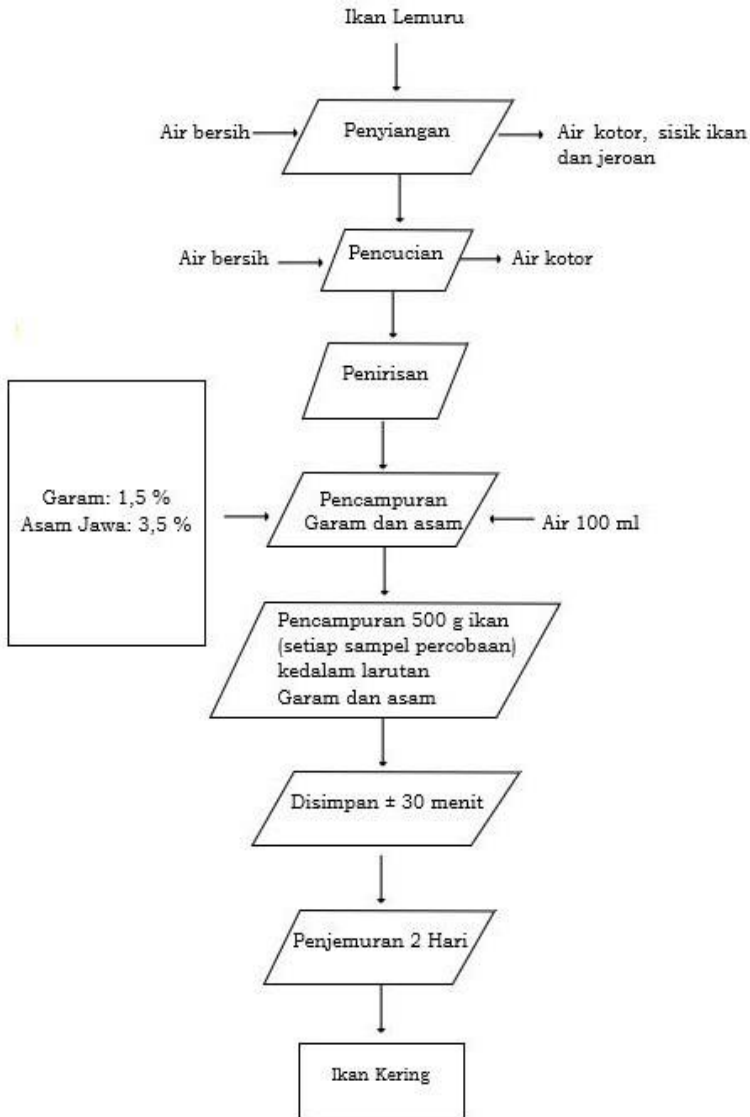 Ikan Lemuru
Air bersih
Penyiangan
Air kotor, sisik ikan
dan jeroan
Air bersih
Pencucian
Air kotor
Penirisan
Garam: 1,5 %
Asam Jawa: 3,5 %
Pencampuran
Garam dan asam
Air 100 ml
Pencampuran 500 g ikan
(setiap sampel percobaan)
kedalam larutan
Garam dan asam
Disimpan ± 30 menit
Penjemuran 2 Hari
Ikan Kering